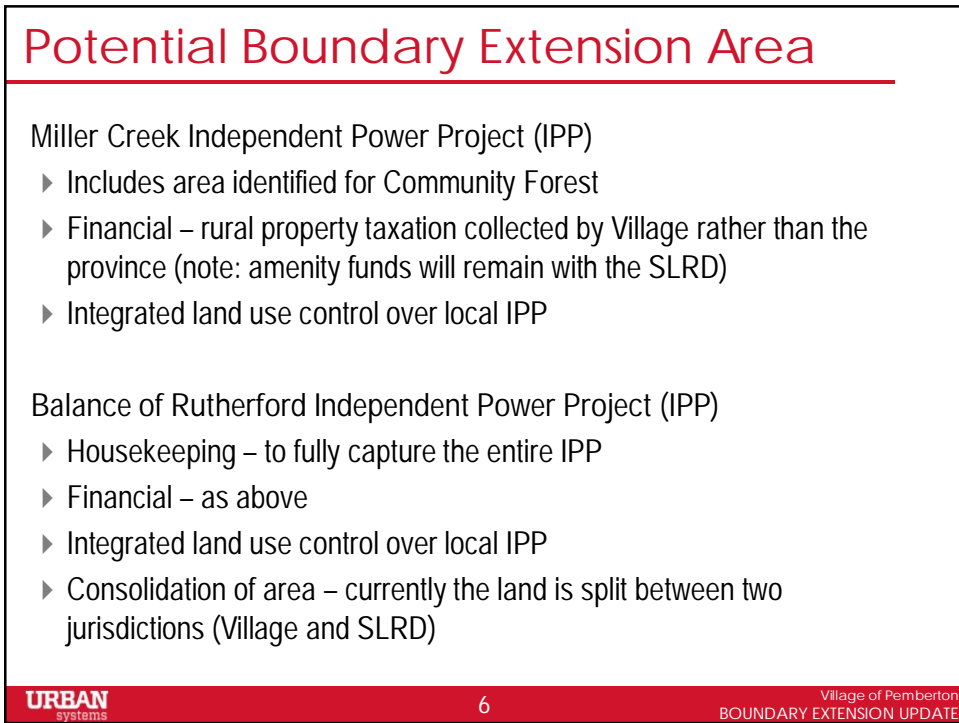 Potential Boundary Extension Area
Miller Creek Independent Power Project (IPP)
Includes area identified for Community Forest
Financial – rural property taxation collected by Village rather than the
province (note: amenity funds will remain with the SLRD)
Integrated land use control over local IPP
Balance of Rutherford Independent Power Project (IPP)
Housekeeping – to fully capture the entire IPP
Financial – as above
Integrated land use control over local IPP
Consolidation of area – currently the land is split between two
jurisdictions (Village and SLRD)
URBAN
systems
6
Village of Pemberton
BOUNDARY EXTENSION UPDATE